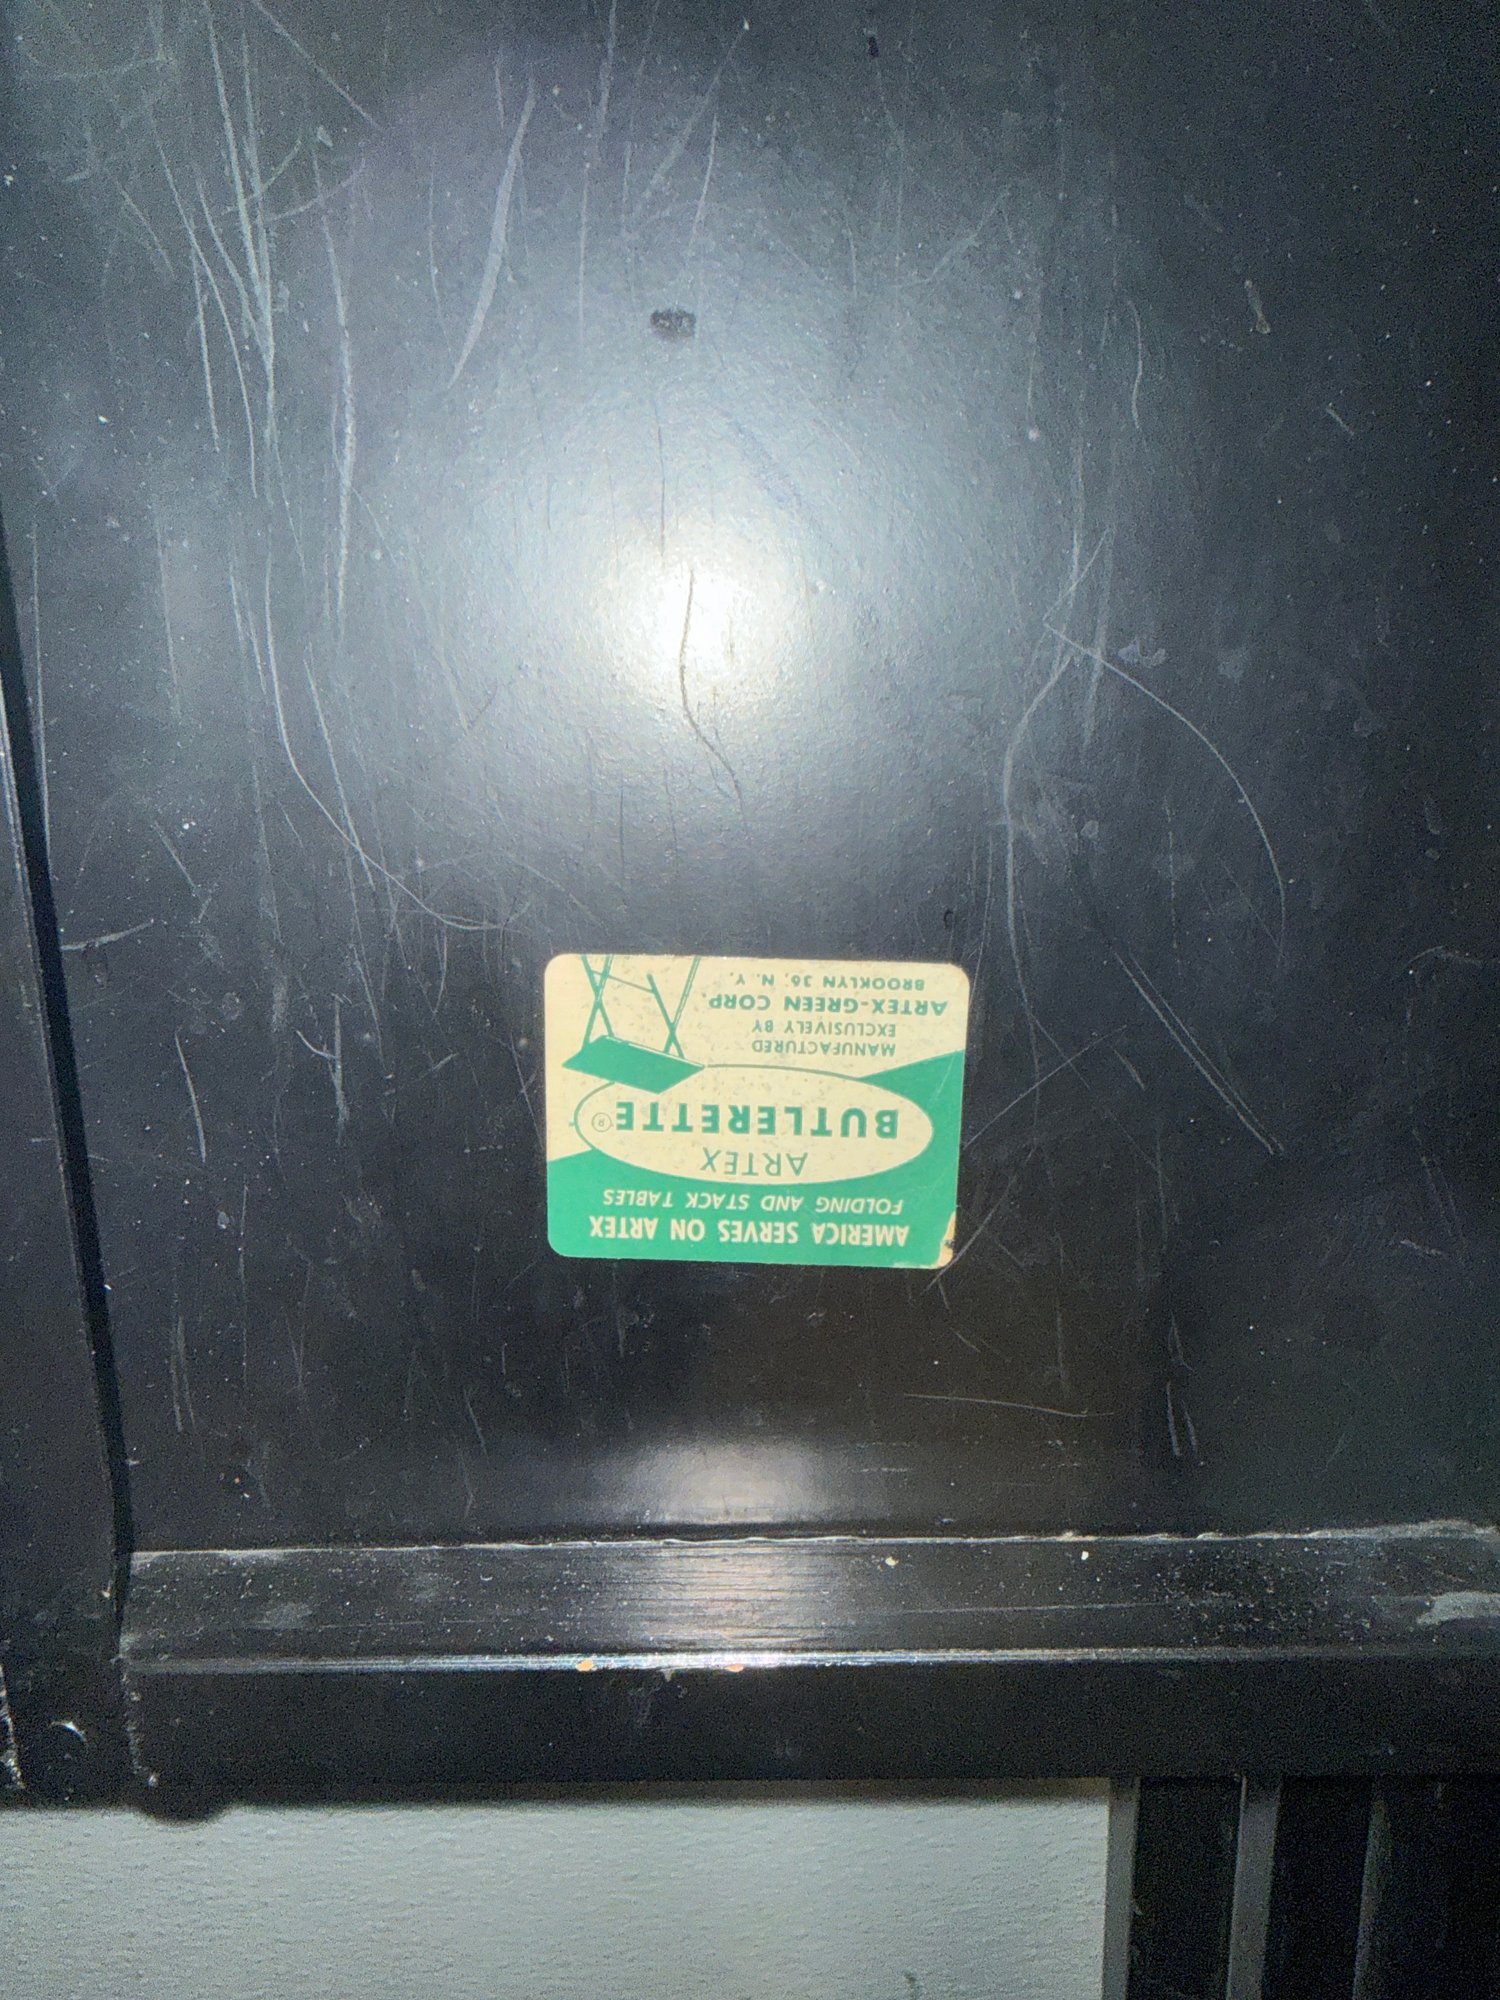 AMERICA SERVES ON ARTEX
FOLDING AND STACK TABLES
ARTEX
BUTLERETTE®
MANUFACTURED
EXCLUSIVELY BY
ARTEX-GREEN CORP.
BROOKLYN 36, N. Y.